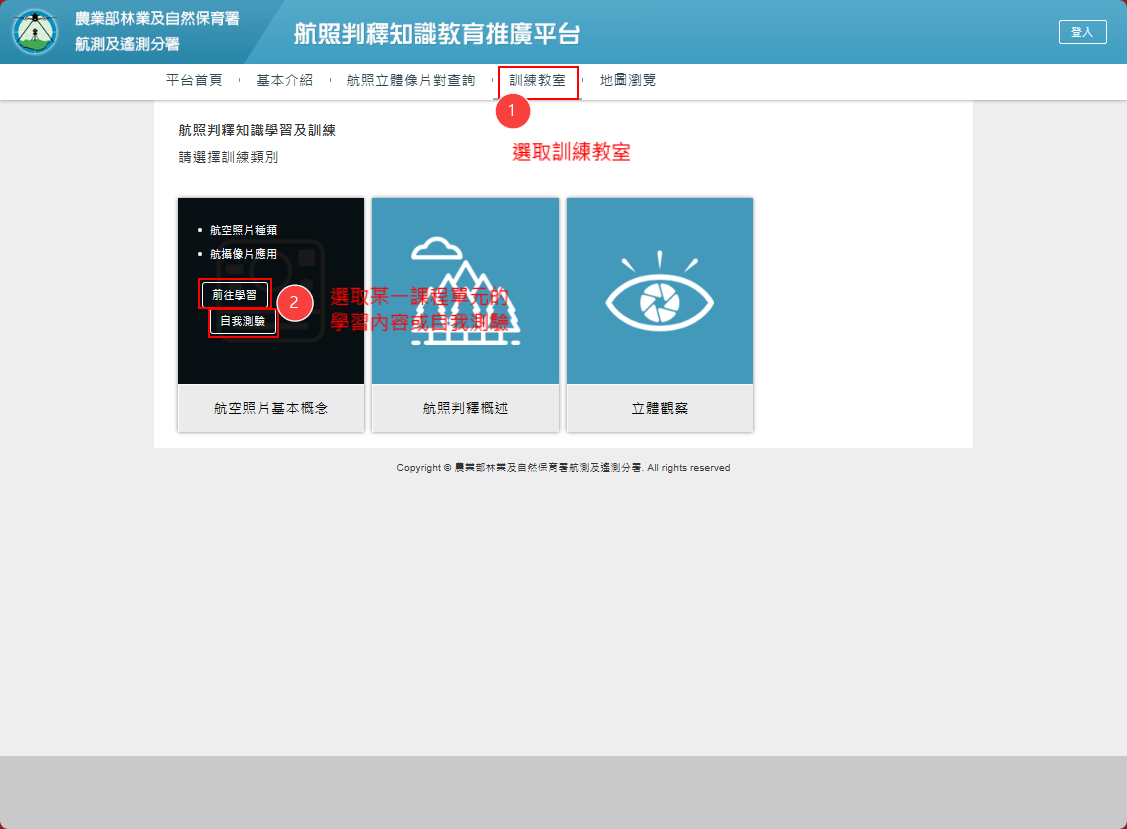 農業部林業及自然保育署
航測及遙測分署
航照判釋知識教育推廣平台
登入
平台首頁
基本介紹
航照立體像片對查詢
訓練教室
地圖瀏覽
1
選取訓練教室
航照判釋知識學習及訓練
請選擇訓練類別
航空照片種類
航攝像片應用
前往學習
自我測驗
2
選取某一課程單元的
學習內容或自我測驗
航空照片基本概念
航照判釋概述
立體觀察
Copyright © 農業部林業及自然保育署航測及遙測分署. All rights reserved